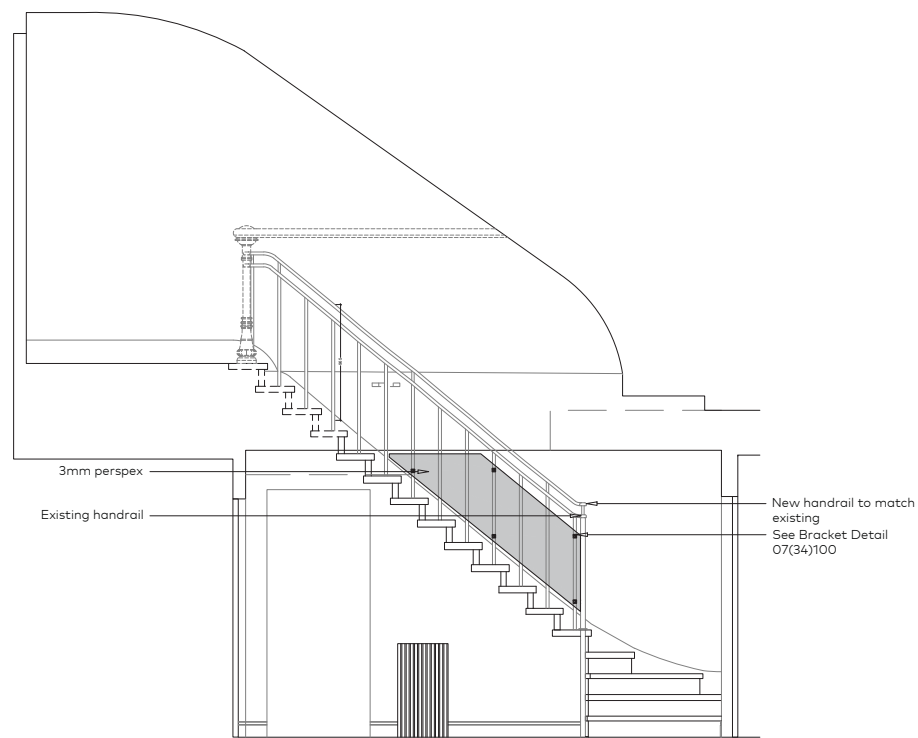 3mm perspex
Existing handrail
New handrail to match
existing
See Bracket Detail
07(34)100